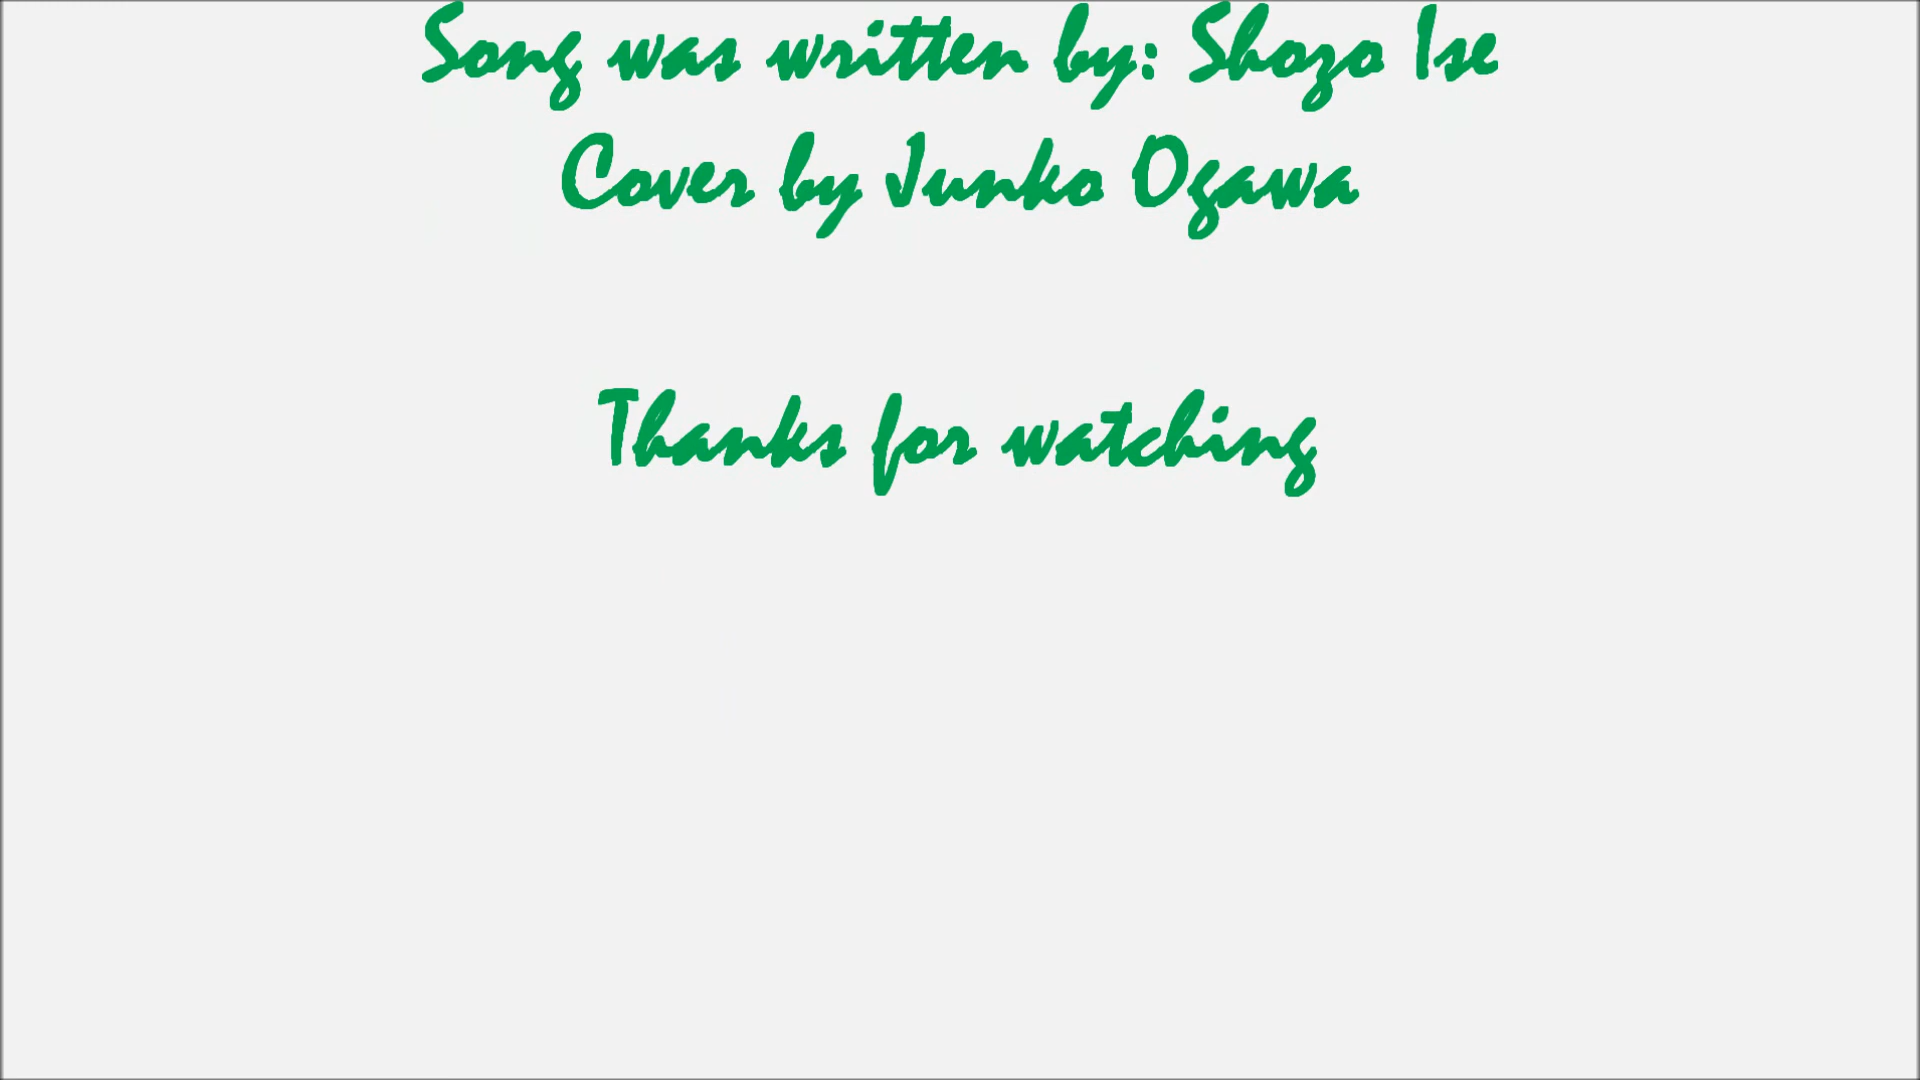 Song was written by: Shozo Ise
Cover by Junko Ogawa
Thanks for watching